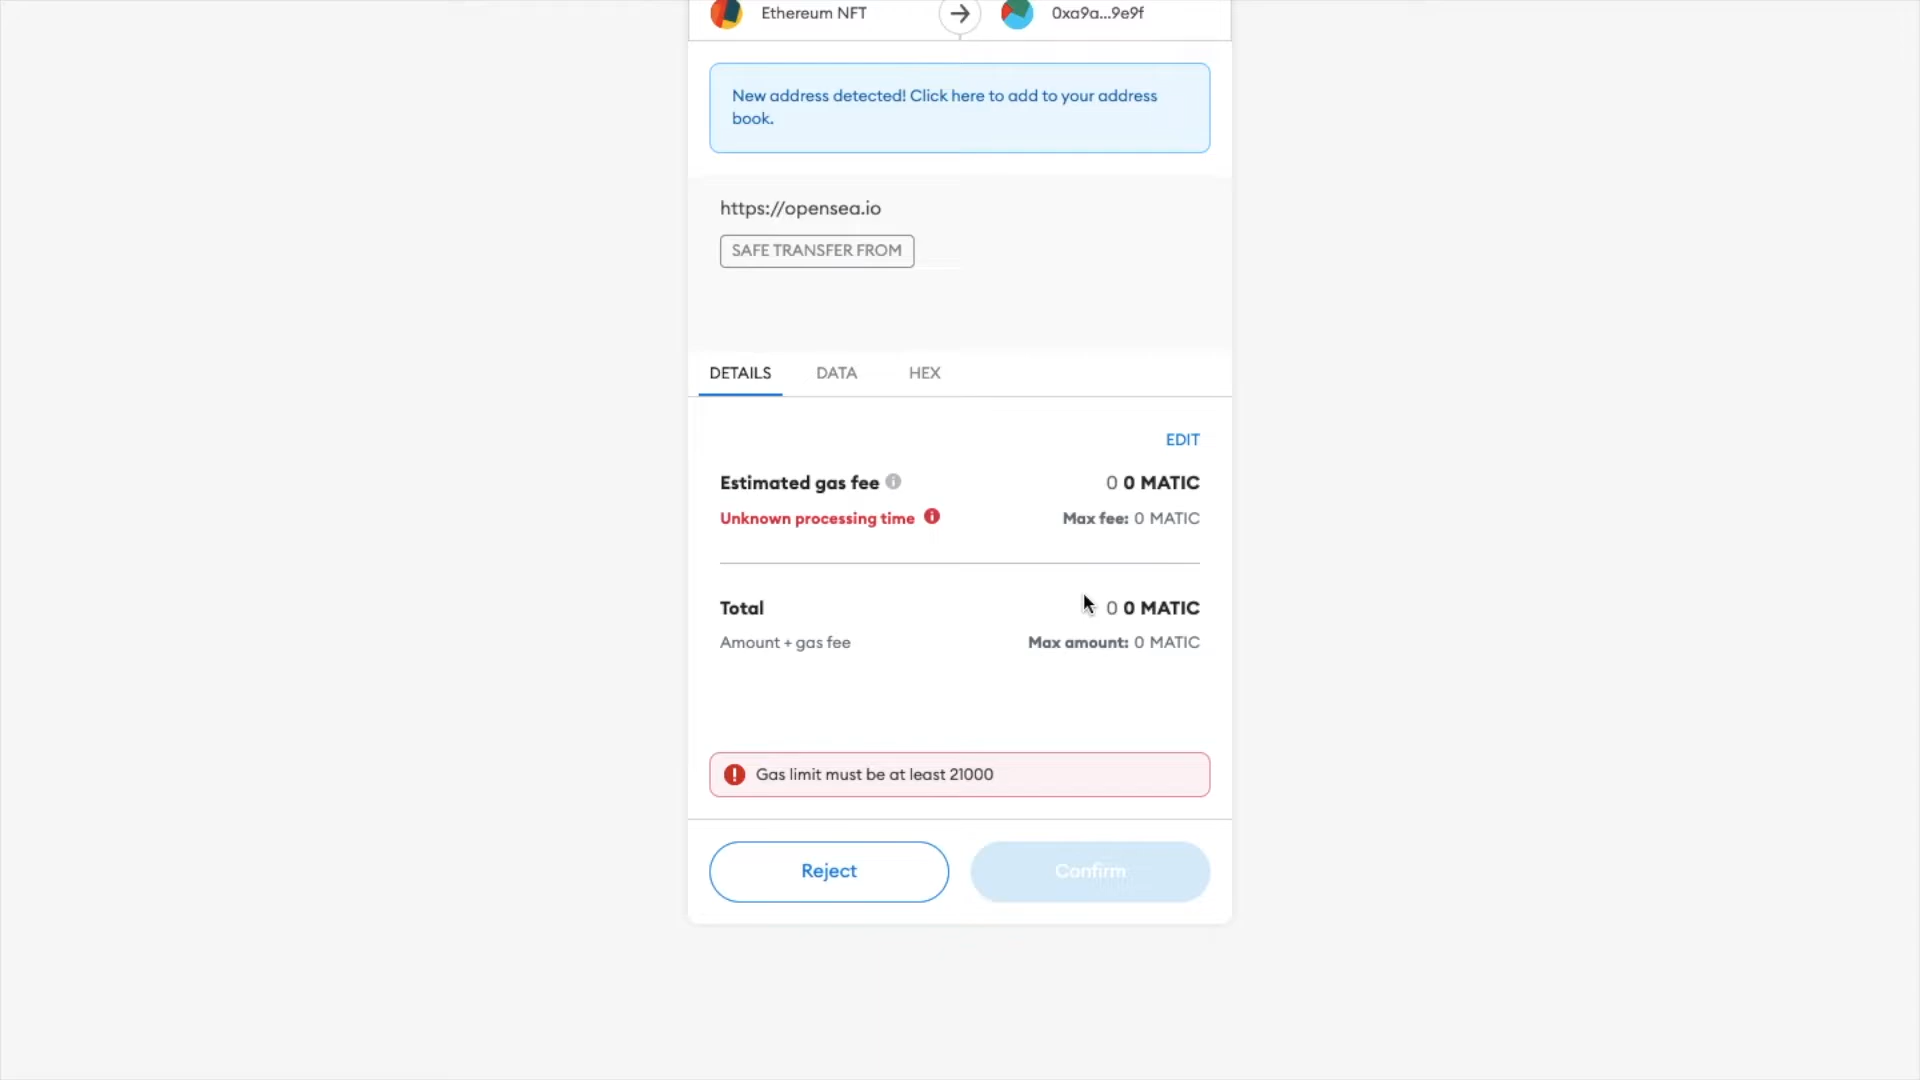 Ethereum NFT 0xa9a...9e9f
New address detected! Click here to add to your address
book.
https://opensea.io
SAFE TRANSFER FROM
DETAILS DATA HEX
EDIT
Estimated gas fee 0 0 MATIC
Unknown processing time Max fee: 0 MATIC
Total 0 0 MATIC
Amount + gas fee Max amount: 0 MATIC
Gas limit must be at least 21000
Reject Confirm